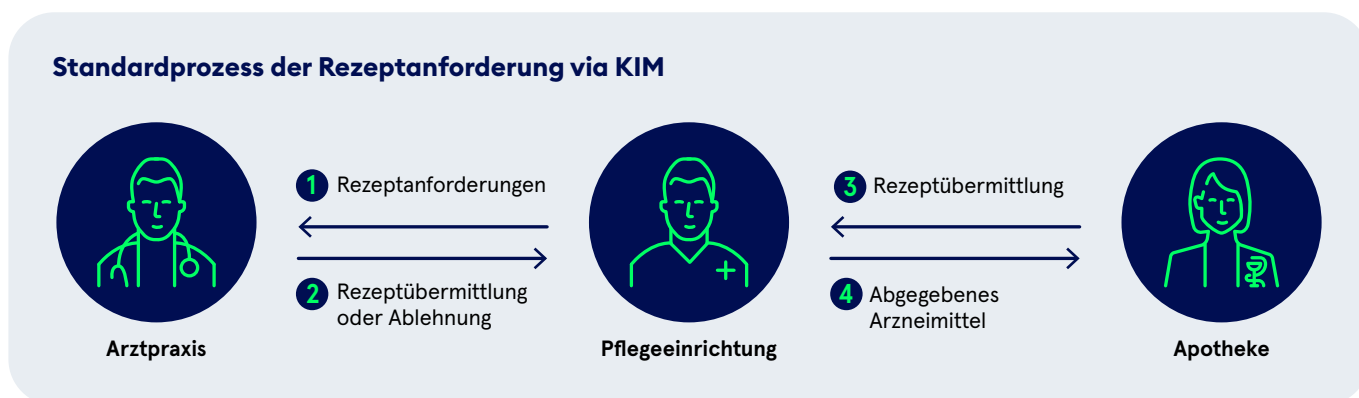 Standardprozess der Rezeptanforderung via KIM
1 Rezeptanforderungen
2 Rezeptübermittlung
oder Ablehnung
3 Rezeptübermittlung
4 Abgegebenes
Arzneimittel
Arztpraxis
Pflegeeinrichtung
Apotheke